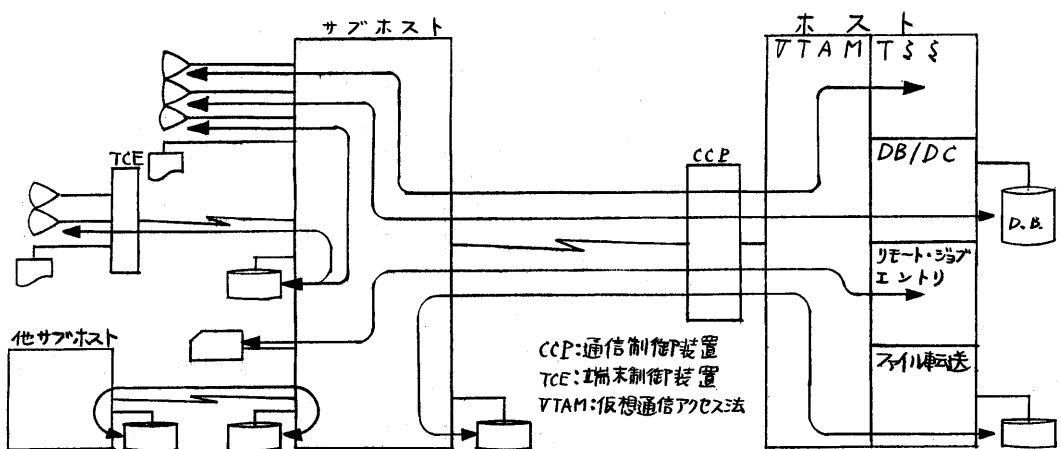 サブホスト
ホスト
VTAM
TSS
TCE
CCP
DB/DC
D.B.
リモート・ジョブ
エントリ
他サブホスト
CCP:通信制御装置
TCE:端末制御装置
VTAM:仮想通信アクセス法
ファイル転送